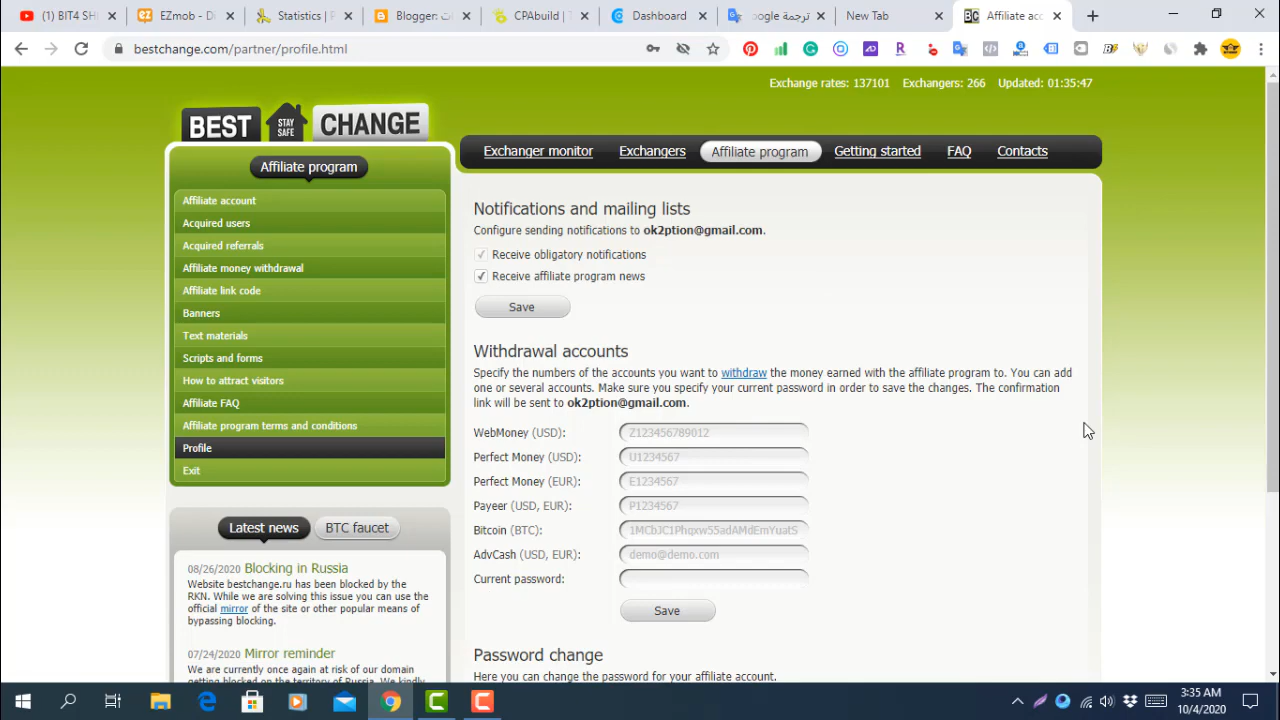 (1) BIT4 SH
EZmob - D
Statistics | P
Blogger: ات
CPAbuild | T
Dashboard
ترجمة google
New Tab
Affiliate acc
bestchange.com/partner/profile.html
Exchange rates: 137101 Exchangers: 266 Updated: 01:35:47
BEST STAY SAFE CHANGE
Exchanger monitor Exchangers Affiliate program Getting started FAQ Contacts
Affiliate program
Affiliate account
Acquired users
Acquired referrals
Affiliate money withdrawal
Affiliate link code
Banners
Text materials
Scripts and forms
How to attract visitors
Affiliate FAQ
Affiliate program terms and conditions
Profile
Exit
Latest news BTC faucet
08/26/2020 Blocking in Russia
Website bestchange.ru has been blocked by the
RKN. While we are solving this issue you can use the
official mirror of the site or other popular means of
bypassing blocking.
07/24/2020 Mirror reminder
We are currently once again at risk of our domain
getting blocked on the territory of Russia. We kindly
Notifications and mailing lists
Configure sending notifications to ok2ption@gmail.com.
Receive obligatory notifications
Receive affiliate program news
Save
Withdrawal accounts
Specify the numbers of the accounts you want to withdraw the money earned with the affiliate program to. You can add
one or several accounts. Make sure you specify your current password in order to save the changes. The confirmation
link will be sent to ok2ption@gmail.com.
WebMoney (USD): Z123456789012
Perfect Money (USD): U1234567
Perfect Money (EUR): E1234567
Payeer (USD, EUR): P1234567
Bitcoin (BTC): 1MCbJC1Phqxw55adAMdEmYuatS
AdvCash (USD, EUR): demo@demo.com
Current password:
Save
Password change
Here you can change the password for your affiliate account.
3:35 AM
10/4/2020